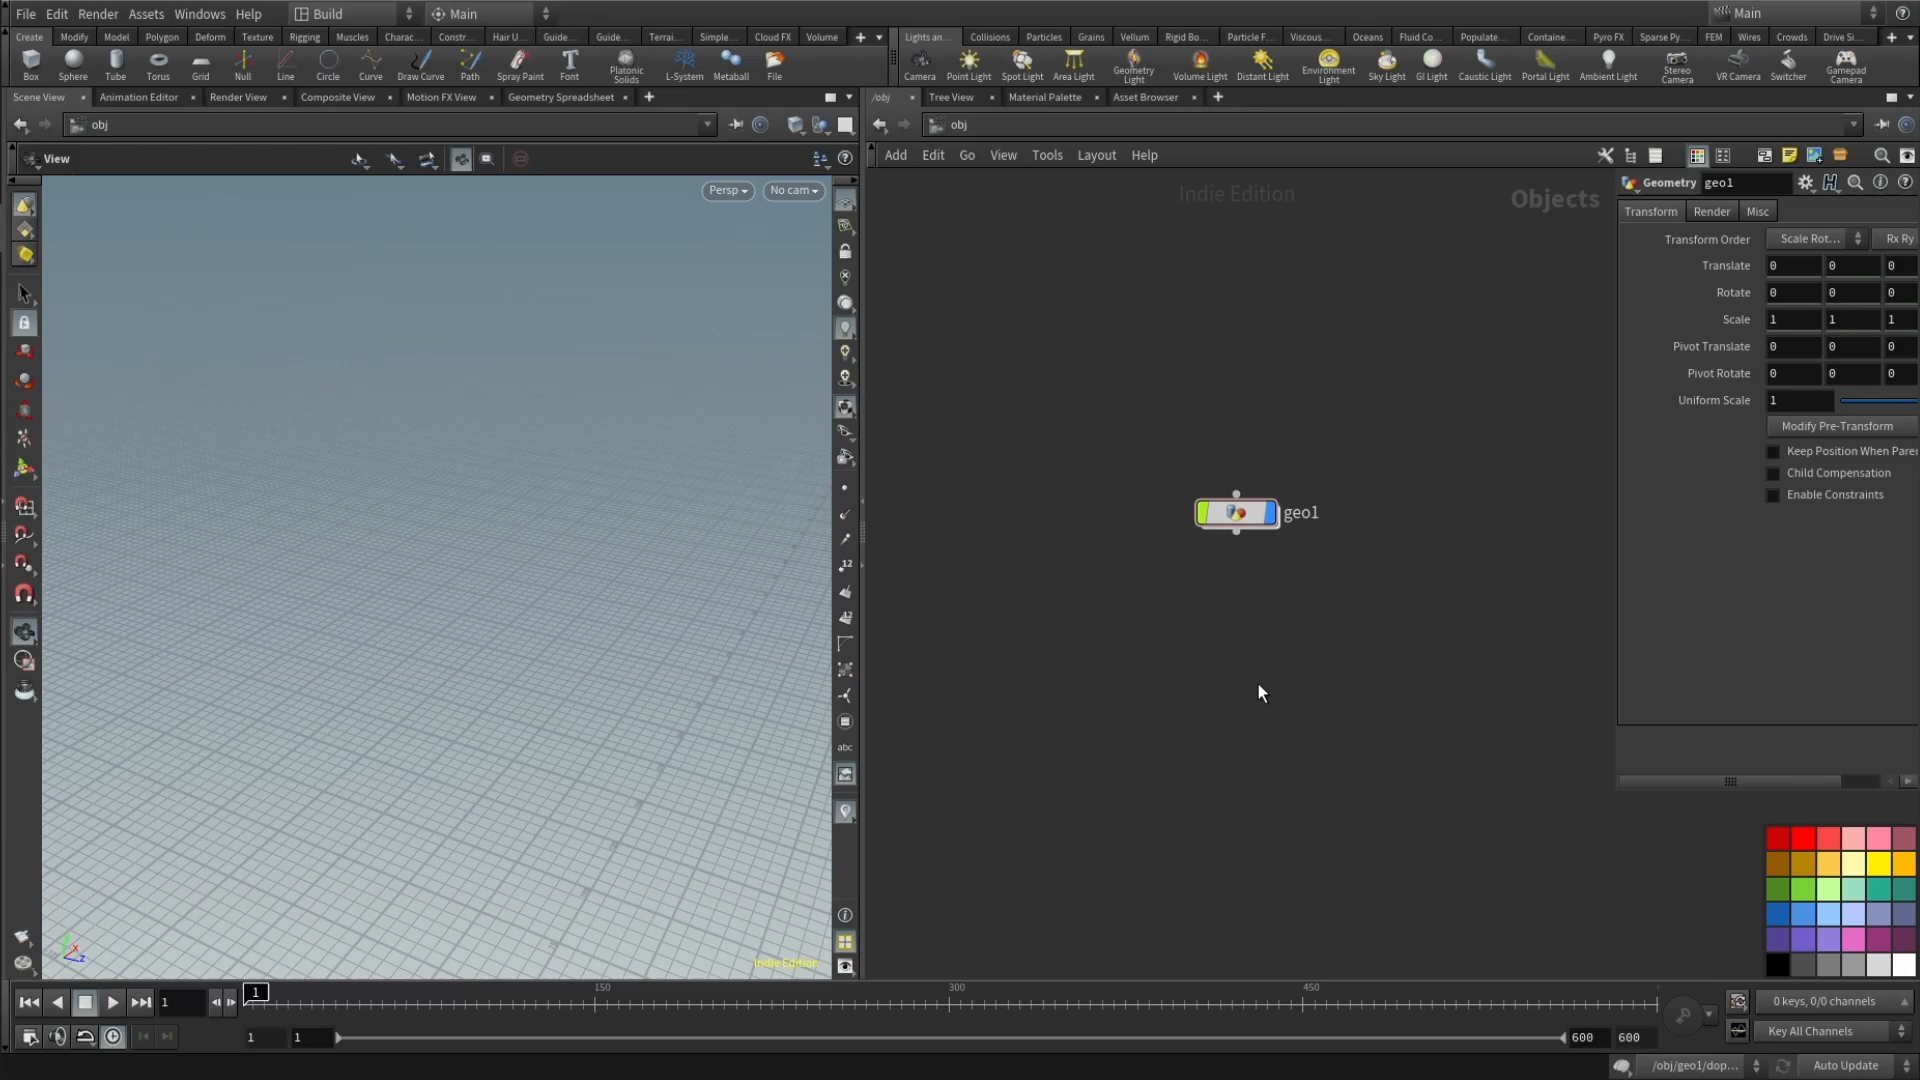 File Edit Render Assets Windows Help Build Main Main
Create Modify Model Polygon Deform Texture Rigging Muscles Charac... Constr... Hair U... Guide... Guide... Terrai... Simple... Cloud FX Volume Lights an... Collisions Particles Grains Vellum Rigid Bo... Particle F... Viscous... Oceans Fluid Co... Populate... Containe... Pyro FX Sparse Py... FEM Wires Crowds Drive Si...
Box Sphere Tube Torus Grid Null Line Circle Curve Draw Curve Path Spray Paint Font Platonic Solids L-System Metaball File Camera Point Light Spot Light Area Light Geometry Light Volume Light Distant Light Environment Light Sky Light GI Light Caustic Light Portal Light Ambient Light Stereo Camera VR Camera Switcher Gamepad Camera
Scene View Animation Editor Render View Composite View Motion FX View Geometry Spreadsheet /obj Tree View Material Palette Asset Browser
obj obj
View Add Edit Go View Tools Layout Help
Persp No cam Indie Edition Objects Geometry geo1
Transform Render Misc
Transform Order Scale Rot... Rx Ry
Translate 0 0 0
Rotate 0 0 0
Scale 1 1 1
Pivot Translate 0 0 0
Pivot Rotate 0 0 0
Uniform Scale 1
Modify Pre-Transform
Keep Position When Paren
Child Compensation
Enable Constraints
geo1
12
12
abc
Indie Edition
x
z
1 1 150 300 450 0 keys, 0/0 channels
1 1 600 600 Key All Channels
/obj/geo1/dop... Auto Update